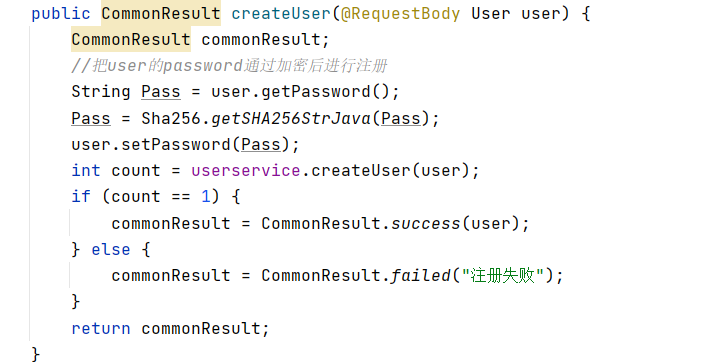 public CommonResult createUser(@RequestBody User user) {
    CommonResult commonResult;
    //把user的password通过加密后进行注册
    String Pass = user.getPassword();
    Pass = Sha256.getSHA256StrJava(Pass);
    user.setPassword(Pass);
    int count = userservice.createUser(user);
    if (count == 1) {
        commonResult = CommonResult.success(user);
    } else {
        commonResult = CommonResult.failed("注册失败");
    }
    return commonResult;
}